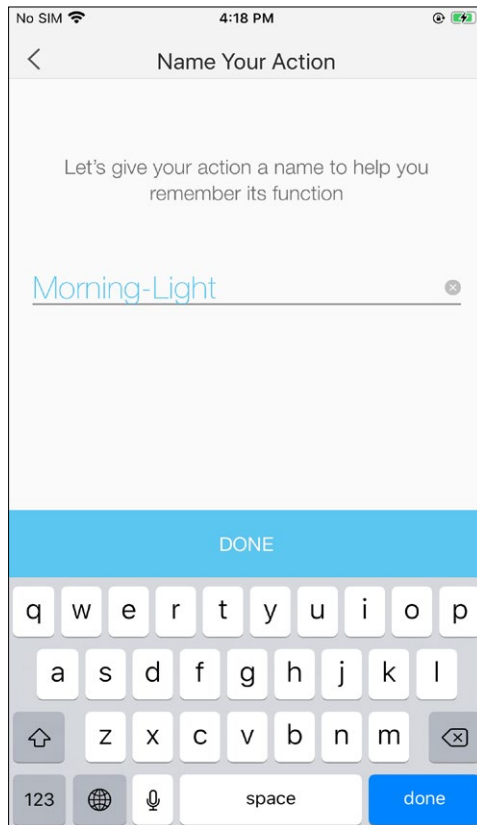 No SIM 4:18 PM
Name Your Action
Let's give your action a name to help you
remember its function
Morning-Light
DONE
q w e r t y u i o p
a s d f g h j k l
z x c v b n m
123 space done